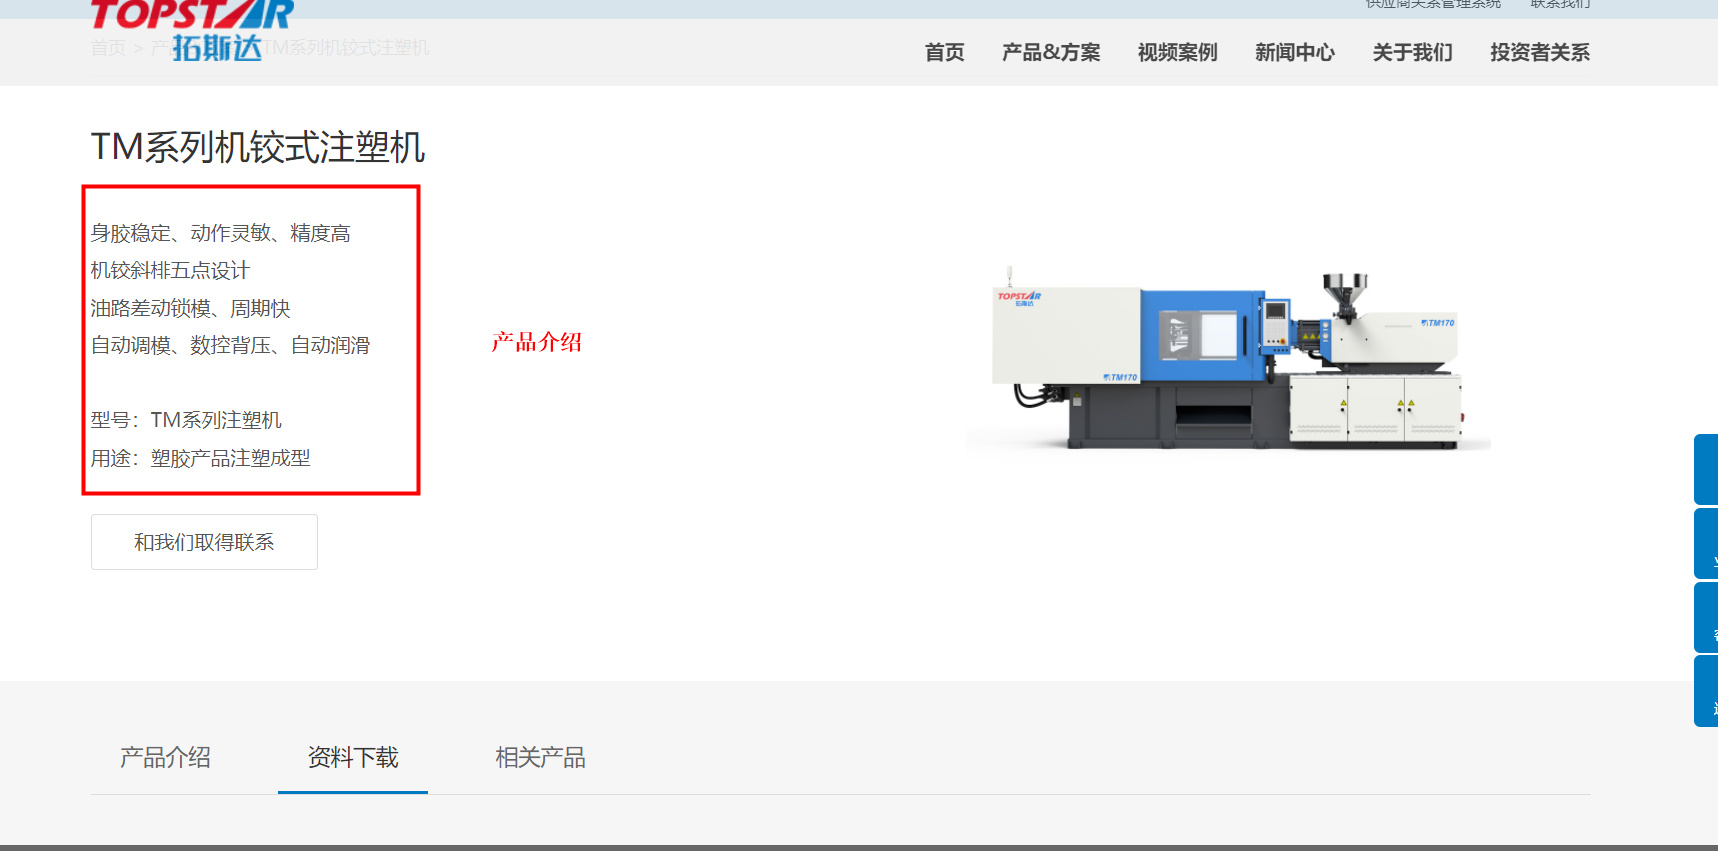 供应商关系管理系统 联系我们
TOPSTAR
拓斯达
首页 > 产品 TM系列机铰式注塑机
首页 产品&方案 视频案例 新闻中心 关于我们 投资者关系
TM系列机铰式注塑机
身胶稳定、动作灵敏、精度高
机铰斜排五点设计
油路差动锁模、周期快
自动调模、数控背压、自动润滑
型号：TM系列注塑机
用途：塑胶产品注塑成型
产品介绍
TOPSTAR
拓斯达
TM170
TM170
和我们取得联系
产品介绍 资料下载 相关产品